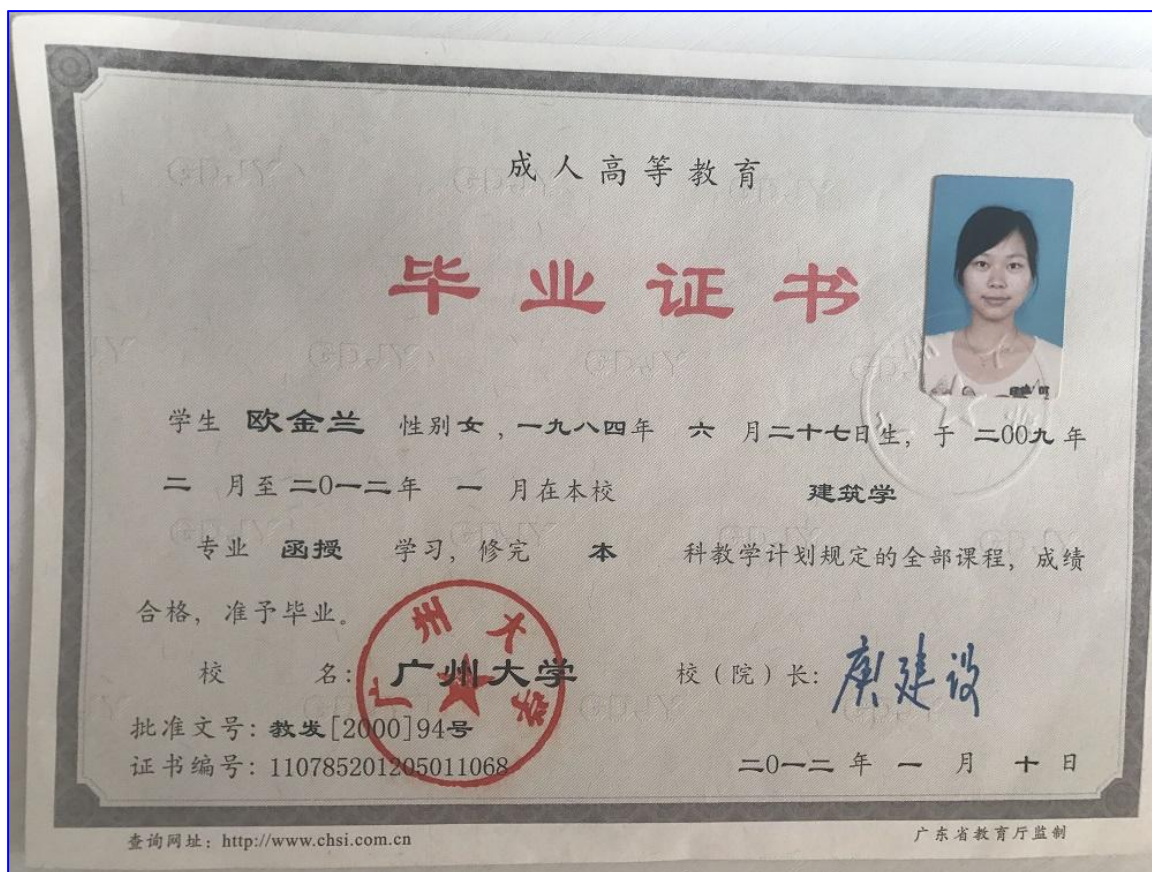 成人高等教育
毕业证书
学生 欧金兰 性别女，一九八四年 六 月二十七日生，于 二00九年
二 月至二0一二年 一 月在本校 建筑学
专业 函授 学习，修完 本 科教学计划规定的全部课程，成绩
合格，准予毕业。
校 名：广州大学 校（院）长：庾建设
批准文号：教发[2000]94号
证书编号：110785201205011068 二0一二 年 一 月 十 日
查询网址：http://www.chsi.com.cn 广东省教育厅监制
广州大学